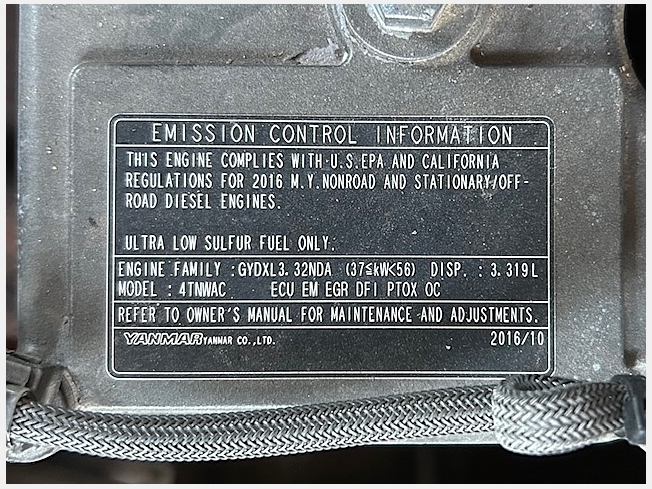 EMISSION CONTROL INFORMATION
THIS ENGINE COMPLIES WITH U.S.EPA AND CALIFORNIA
REGULATIONS FOR 2016 M.Y.NONROAD AND STATIONARY/OFF-
ROAD DIESEL ENGINES.
ULTRA LOW SULFUR FUEL ONLY.
ENGINE FAMILY :GYDXL3.32NDA (37≦kW<56) DISP. : 3.319L
MODEL : 4TNWAC ECU EM EGR DFI PTOX OC
REFER TO OWNER'S MANUAL FOR MAINTENANCE AND ADJUSTMENTS.
YANMAR YANMAR CO.,LTD. 2016/10